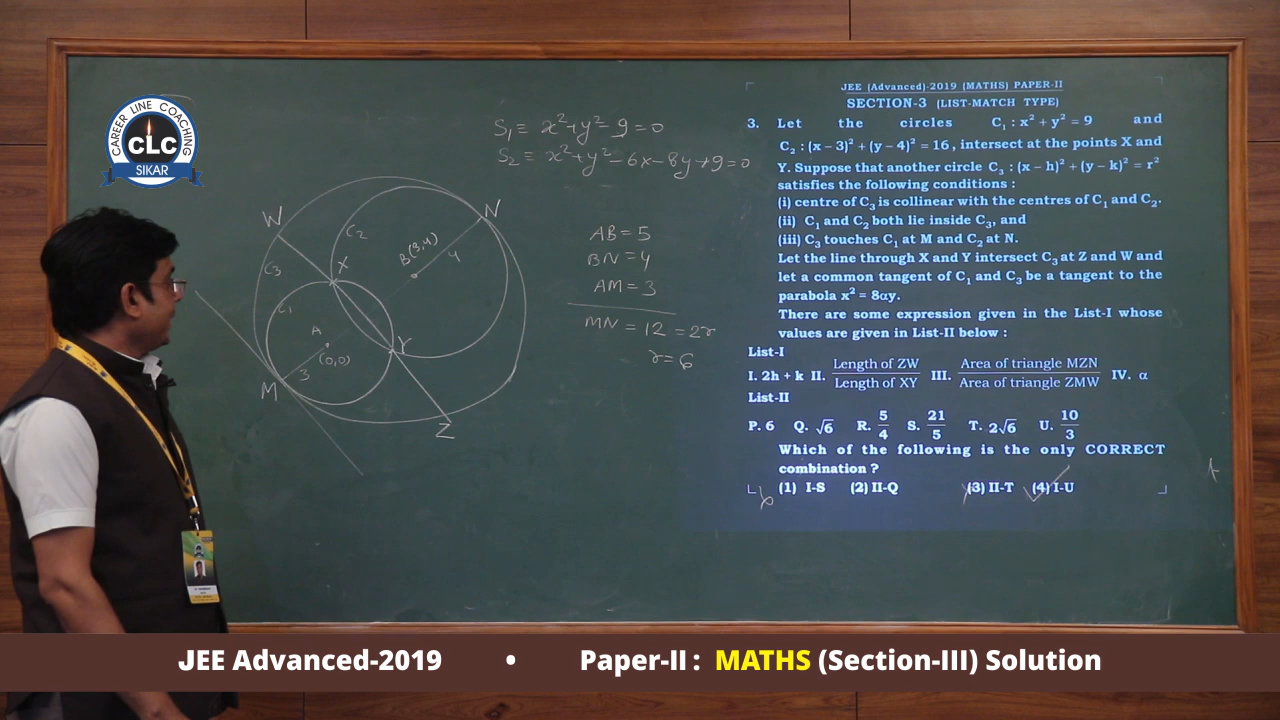 CAREER LINE COACHING
CLC
SIKAR
S₁ ≡ x²+y²-9=0
S₂ ≡ x²+y²-6x-8y+9=0
W
N
C₂
B(3,4)
4
C₃
X
C₁
A
(0,0)
Y
3
M
Z
AB = 5
BN = 4
AM = 3
MN = 12 = 2r
r = 6
JEE (Advanced)-2019 (MATHS) PAPER-II
SECTION-3 (LIST-MATCH TYPE)
3. Let the circles C₁ : x² + y² = 9 and
C₂ : (x – 3)² + (y – 4)² = 16, intersect at the points X and
Y. Suppose that another circle C₃ : (x – h)² + (y – k)² = r²
satisfies the following conditions :
(i) centre of C₃ is collinear with the centres of C₁ and C₂.
(ii) C₁ and C₂ both lie inside C₃, and
(iii) C₃ touches C₁ at M and C₂ at N.
Let the line through X and Y intersect C₃ at Z and W and
let a common tangent of C₁ and C₃ be a tangent to the
parabola x² = 8αy.
There are some expression given in the List-I whose
values are given in List-II below :
List-I
I. 2h + k II. Length of ZW / Length of XY III. Area of triangle MZN / Area of triangle ZMW IV. α
List-II
P. 6 Q. √6 R. 5/4 S. 21/5 T. 2√6 U. 10/3
Which of the following is the only CORRECT
combination ?
(1) I-S (2) II-Q (3) II-T (4) I-U
JEE Advanced-2019 • Paper-II : MATHS (Section-III) Solution